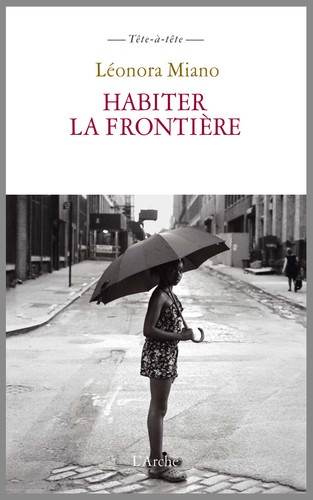 — Tête-à-tête —
Léonora Miano
HABITER
LA FRONTIÈRE
L'Arche